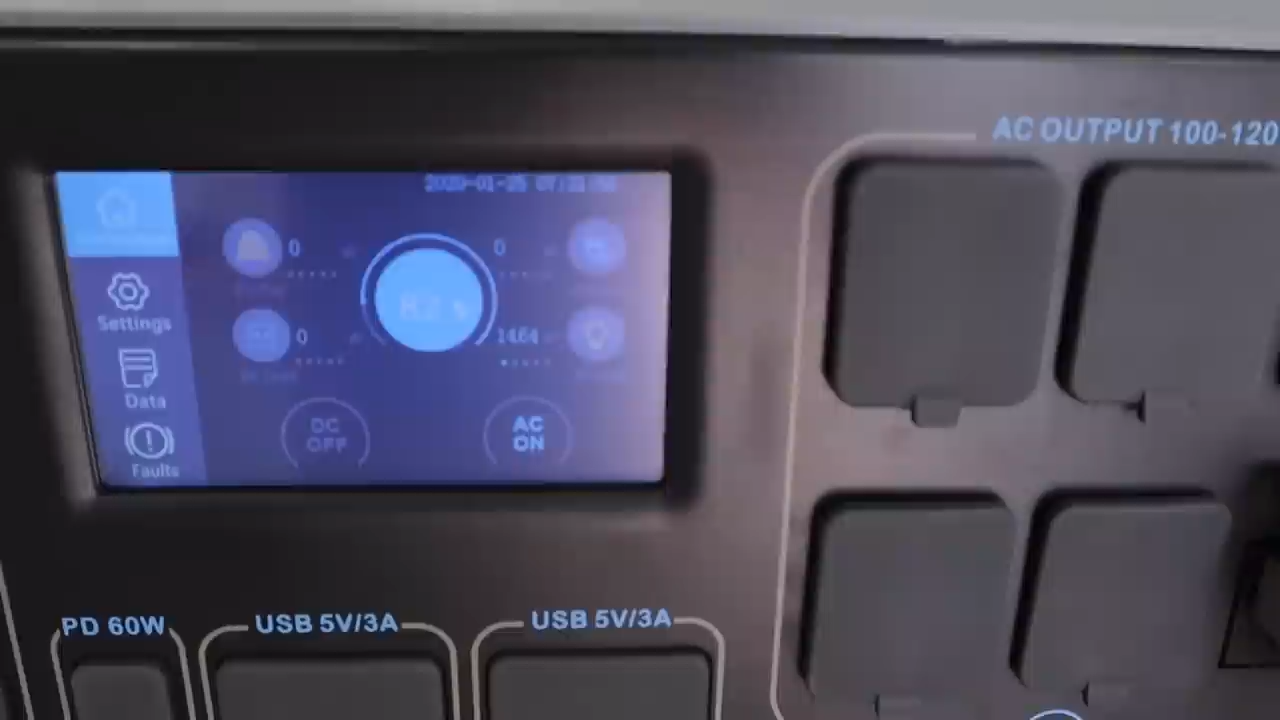 AC OUTPUT 100-120
0
0
Settings
0
1464
Data
DC
OFF
AC
ON
Faults
PD 60W
USB 5V/3A
USB 5V/3A